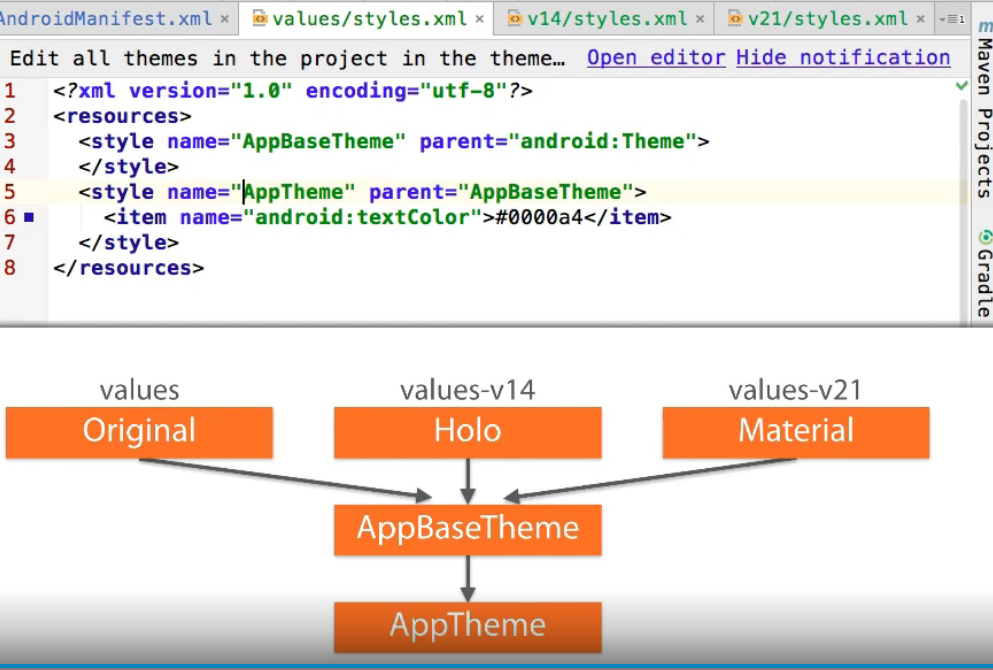 AndroidManifest.xml × values/styles.xml × v14/styles.xml × v21/styles.xml × 1
Edit all themes in the project in the theme… Open editor Hide notification
1 <?xml version="1.0" encoding="utf-8"?>
2 <resources>
3 <style name="AppBaseTheme" parent="android:Theme">
4 </style>
5 <style name="AppTheme" parent="AppBaseTheme">
6 <item name="android:textColor">#0000a4</item>
7 </style>
8 </resources>
m Maven Projects
Gradle
values values-v14 values-v21
Original Holo Material
AppBaseTheme
AppTheme